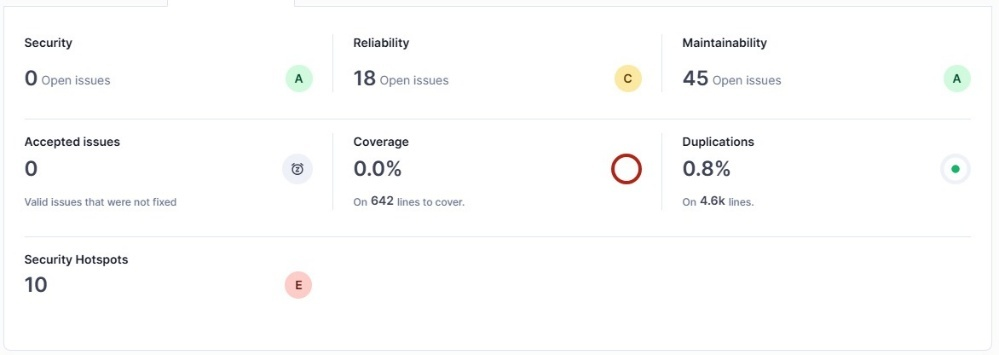 Security
0 Open issues
A
Reliability
18 Open issues
C
Maintainability
45 Open issues
A
Accepted issues
0
Valid issues that were not fixed
Coverage
0.0%
On 642 lines to cover.
Duplications
0.8%
On 4.6k lines.
Security Hotspots
10
E